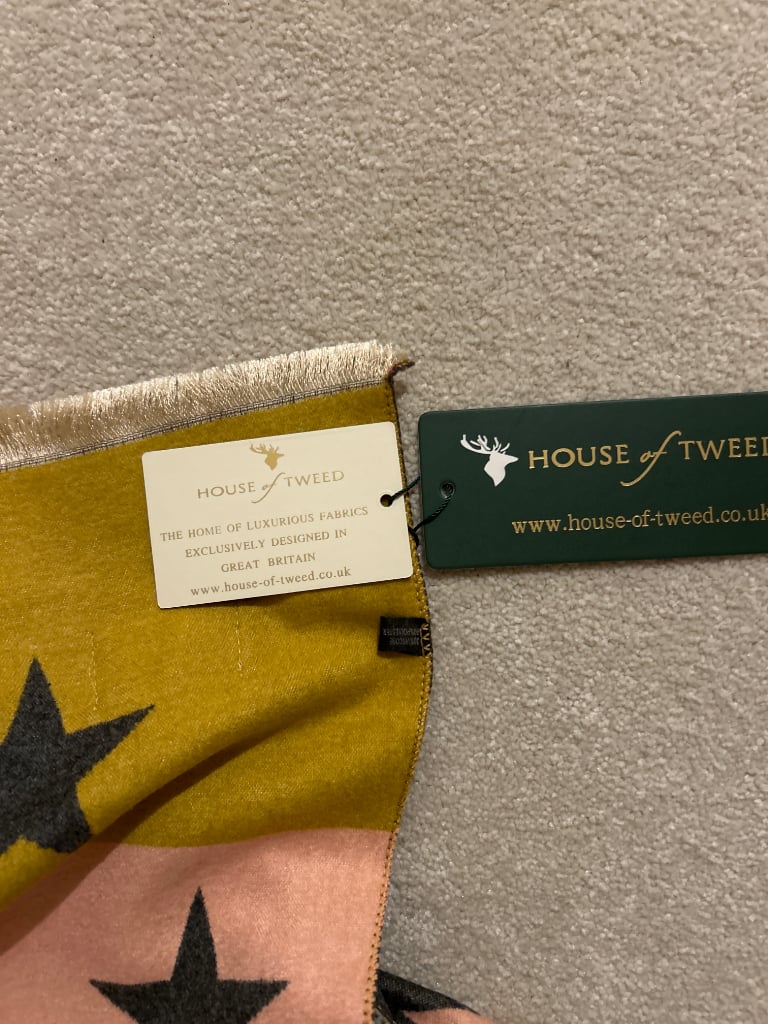 HOUSE of TWEED
THE HOME OF LUXURIOUS FABRICS
EXCLUSIVELY DESIGNED IN
GREAT BRITAIN
www.house-of-tweed.co.uk
HOUSE of TWEED
www.house-of-tweed.co.uk